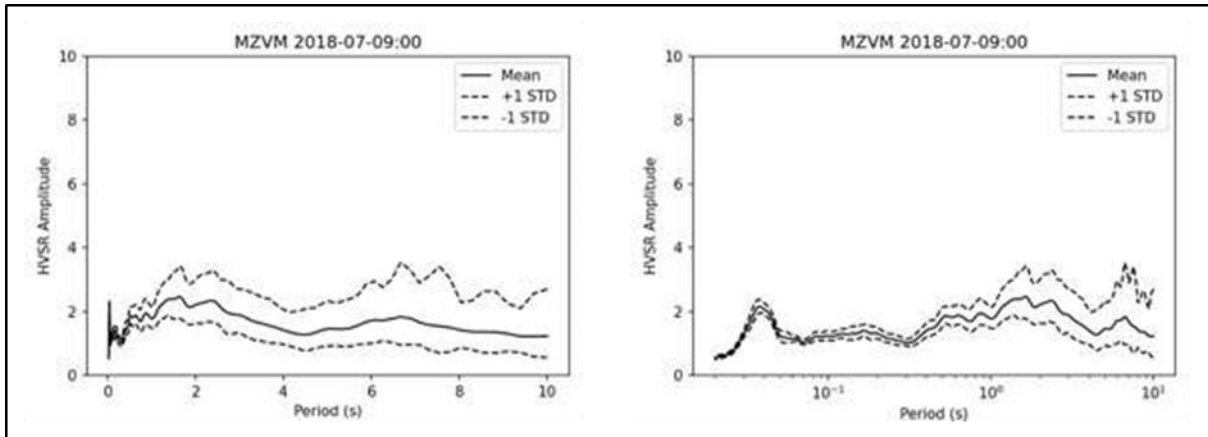 MZVM 2018-07-09:00
10
8
6
4
2
0
HVSR Amplitude
Mean
+1 STD
-1 STD
0 2 4 6 8 10
Period (s)
MZVM 2018-07-09:00
10
8
6
4
2
0
HVSR Amplitude
Mean
+1 STD
-1 STD
10⁻¹ 10⁰ 10¹
Period (s)